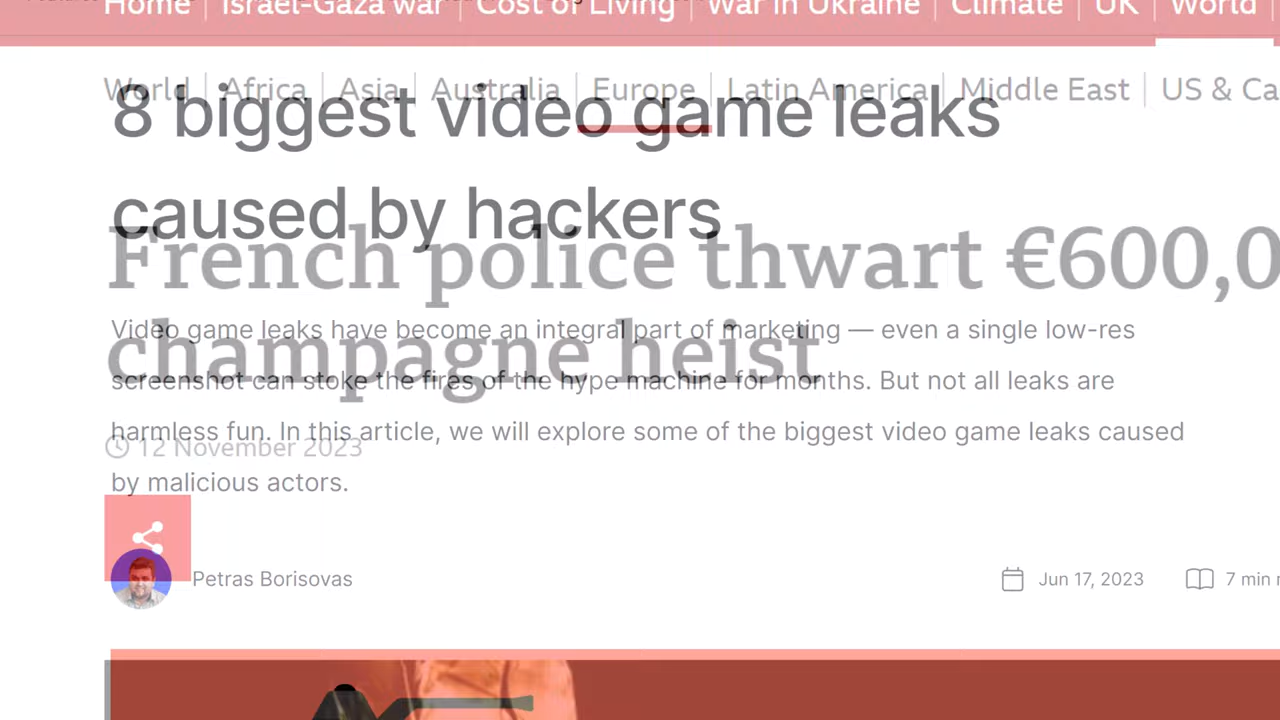 Home Israel-Gaza war Cost of Living War in Ukraine Climate UK World
World Africa Asia Australia Europe Latin America Middle East US & Ca
8 biggest video game leaks
caused by hackers
French police thwart €600,0
champagne heist
Video game leaks have become an integral part of marketing — even a single low-res
screenshot can stoke the fires of the hype machine for months. But not all leaks are
harmless fun. In this article, we will explore some of the biggest video game leaks caused
by malicious actors.
12 November 2023
Petras Borisovas
Jun 17, 2023
7 min r